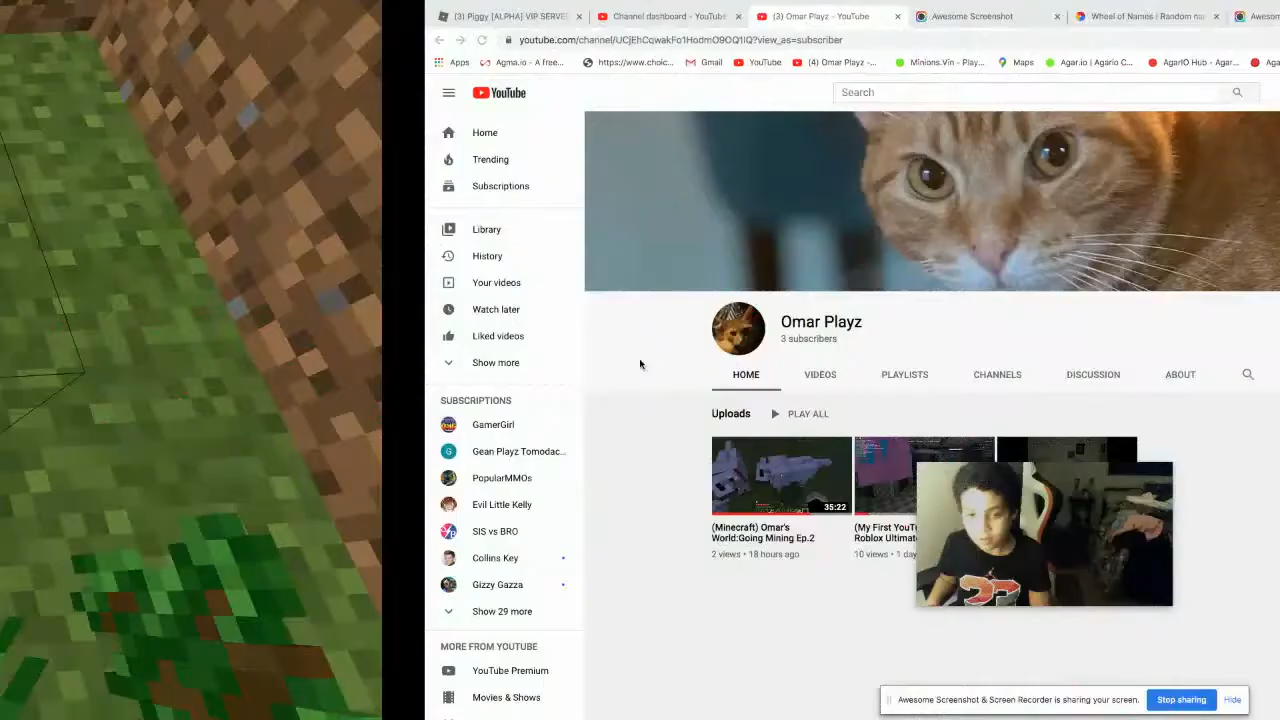 (3) Piggy [ALPHA] VIP SERVE
Channel dashboard - YouTube
(3) Omar Playz - YouTube
Awesome Screenshot
Wheel of Names | Random na
Aweso
youtube.com/channel/UCjEhCqwakFo1HodmO9OQ1IQ?view_as=subscriber
Apps
Agma.io - A free...
https://www.choic...
Gmail
YouTube
(4) Omar Playz -...
Minions.Vin - Play...
Maps
Agar.io | Agario C...
AgarIO Hub - Agar...
Aga
YouTube
Search
Home
Trending
Subscriptions
Library
History
Your videos
Watch later
Liked videos
Show more
SUBSCRIPTIONS
GamerGirl
Gean Playz Tomodac...
PopularMMOs
Evil Little Kelly
SIS vs BRO
Collins Key
Gizzy Gazza
Show 29 more
MORE FROM YOUTUBE
YouTube Premium
Movies & Shows
Omar Playz
3 subscribers
HOME VIDEOS PLAYLISTS CHANNELS DISCUSSION ABOUT
Uploads PLAY ALL
35:22
(Minecraft) Omar's
World:Going Mining Ep.2
2 views • 18 hours ago
(My First YouT
Roblox Ultimat
10 views • 1 day
23
Awesome Screenshot & Screen Recorder is sharing your screen.
Stop sharing
Hide